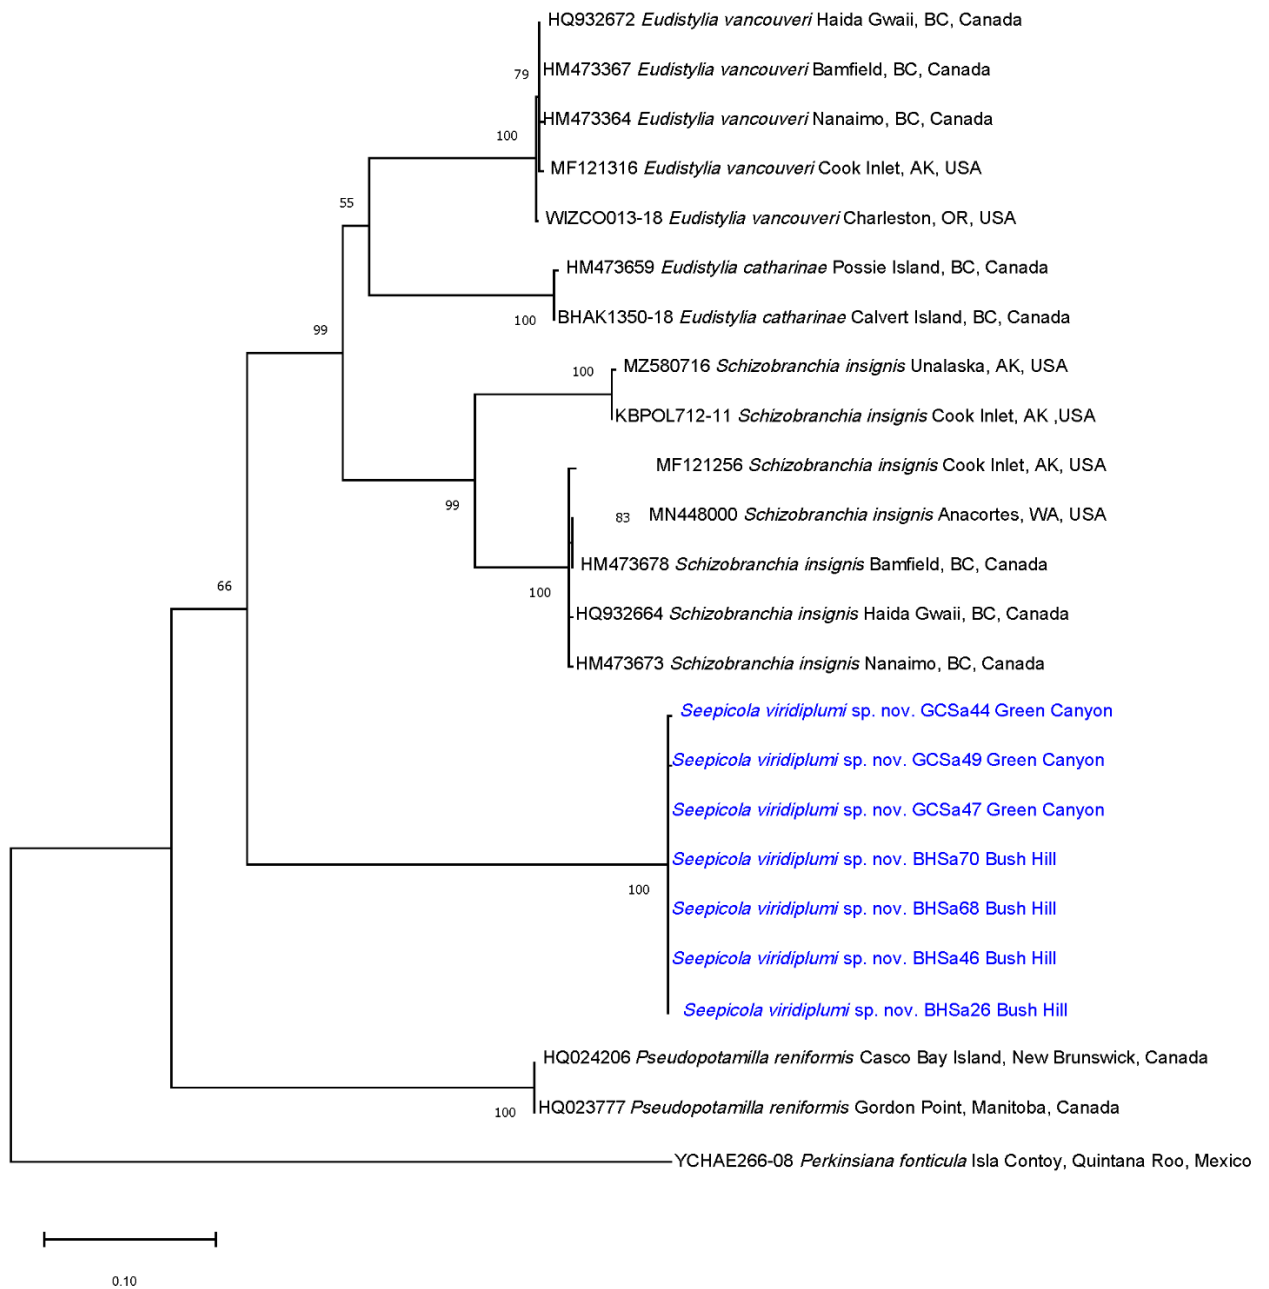 HQ932672 Eudistylia vancouveri Haida Gwaii, BC, Canada
79
HM473367 Eudistylia vancouveri Bamfield, BC, Canada
HM473364 Eudistylia vancouveri Nanaimo, BC, Canada
100
MF121316 Eudistylia vancouveri Cook Inlet, AK, USA
55
WIZCO013-18 Eudistylia vancouveri Charleston, OR, USA
HM473659 Eudistylia catharinae Possie Island, BC, Canada
100
BHAK1350-18 Eudistylia catharinae Calvert Island, BC, Canada
99
100
MZ580716 Schizobranchia insignis Unalaska, AK, USA
KBPOL712-11 Schizobranchia insignis Cook Inlet, AK ,USA
MF121256 Schizobranchia insignis Cook Inlet, AK, USA
99
83
MN448000 Schizobranchia insignis Anacortes, WA, USA
HM473678 Schizobranchia insignis Bamfield, BC, Canada
66
100
HQ932664 Schizobranchia insignis Haida Gwaii, BC, Canada
HM473673 Schizobranchia insignis Nanaimo, BC, Canada
Seepicola viridiplumi sp. nov. GCSa44 Green Canyon
Seepicola viridiplumi sp. nov. GCSa49 Green Canyon
Seepicola viridiplumi sp. nov. GCSa47 Green Canyon
Seepicola viridiplumi sp. nov. BHSa70 Bush Hill
100
Seepicola viridiplumi sp. nov. BHSa68 Bush Hill
Seepicola viridiplumi sp. nov. BHSa46 Bush Hill
Seepicola viridiplumi sp. nov. BHSa26 Bush Hill
HQ024206 Pseudopotamilla reniformis Casco Bay Island, New Brunswick, Canada
100
HQ023777 Pseudopotamilla reniformis Gordon Point, Manitoba, Canada
YCHAE266-08 Perkinsiana fonticula Isla Contoy, Quintana Roo, Mexico
0.10